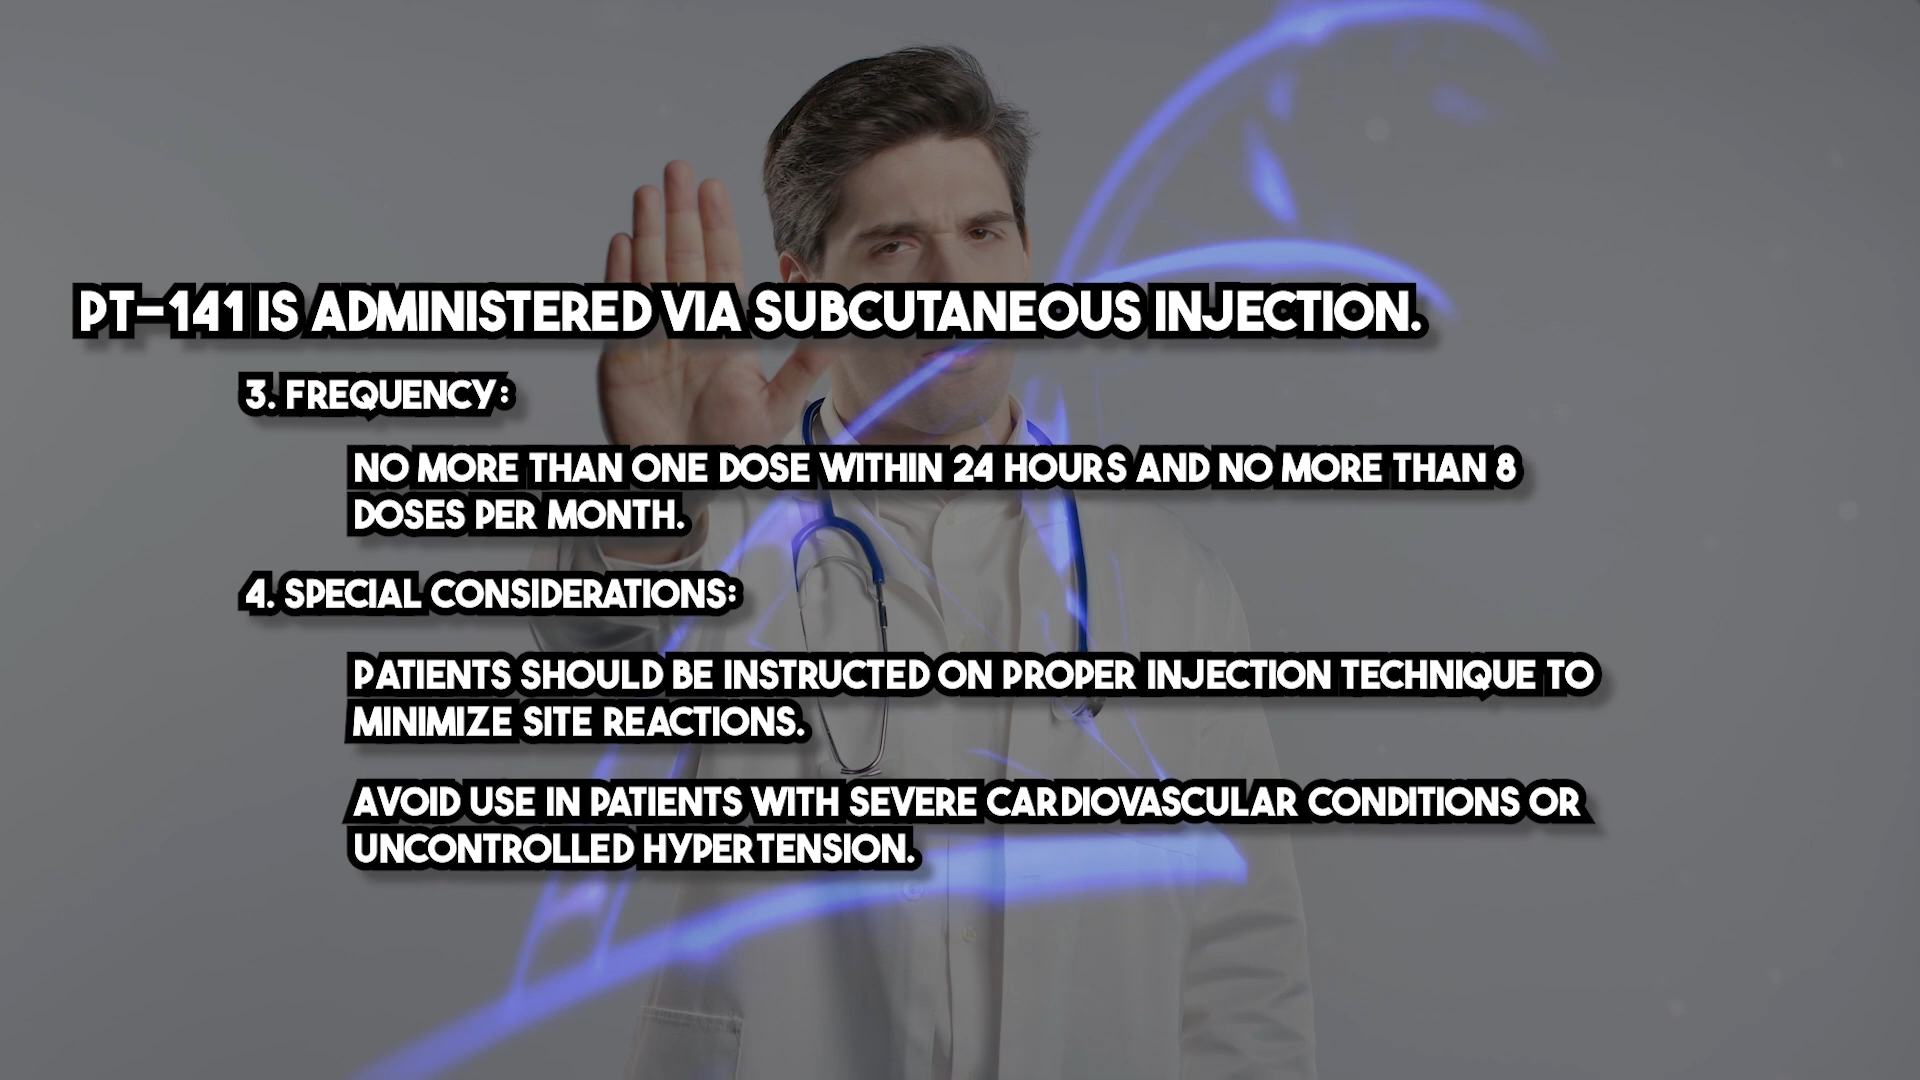 PT-141 IS ADMINISTERED VIA SUBCUTANEOUS INJECTION.
3. FREQUENCY:
NO MORE THAN ONE DOSE WITHIN 24 HOURS AND NO MORE THAN 8
DOSES PER MONTH.
4. SPECIAL CONSIDERATIONS:
PATIENTS SHOULD BE INSTRUCTED ON PROPER INJECTION TECHNIQUE TO
MINIMIZE SITE REACTIONS.
AVOID USE IN PATIENTS WITH SEVERE CARDIOVASCULAR CONDITIONS OR
UNCONTROLLED HYPERTENSION.